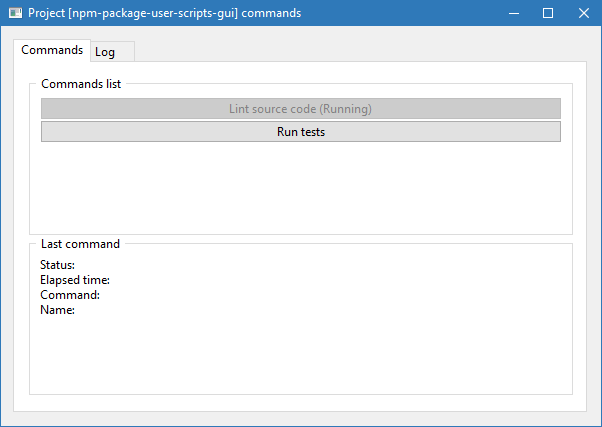 Project [npm-package-user-scripts-gui] commands
Commands
Log
Commands list
Lint source code (Running)
Run tests
Last command
Status:
Elapsed time:
Command:
Name: